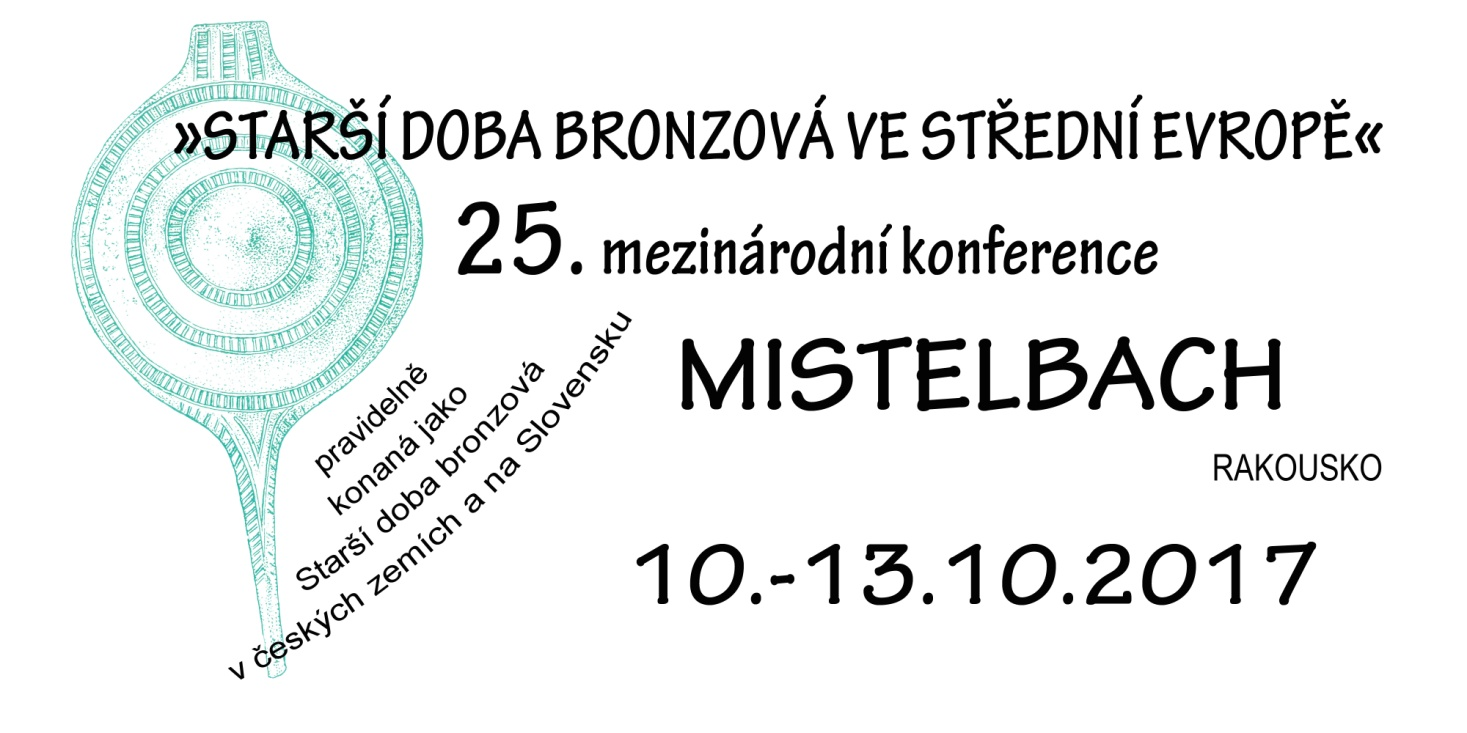 »STARŠÍ DOBA BRONZOVÁ VE STŘEDNÍ EVROPĚ«
25. mezinárodní konference
MISTELBACH
RAKOUSKO
10.-13.10.2017
pravidelně
konaná jako
Starší doba bronzová
v českých zemích a na Slovensku